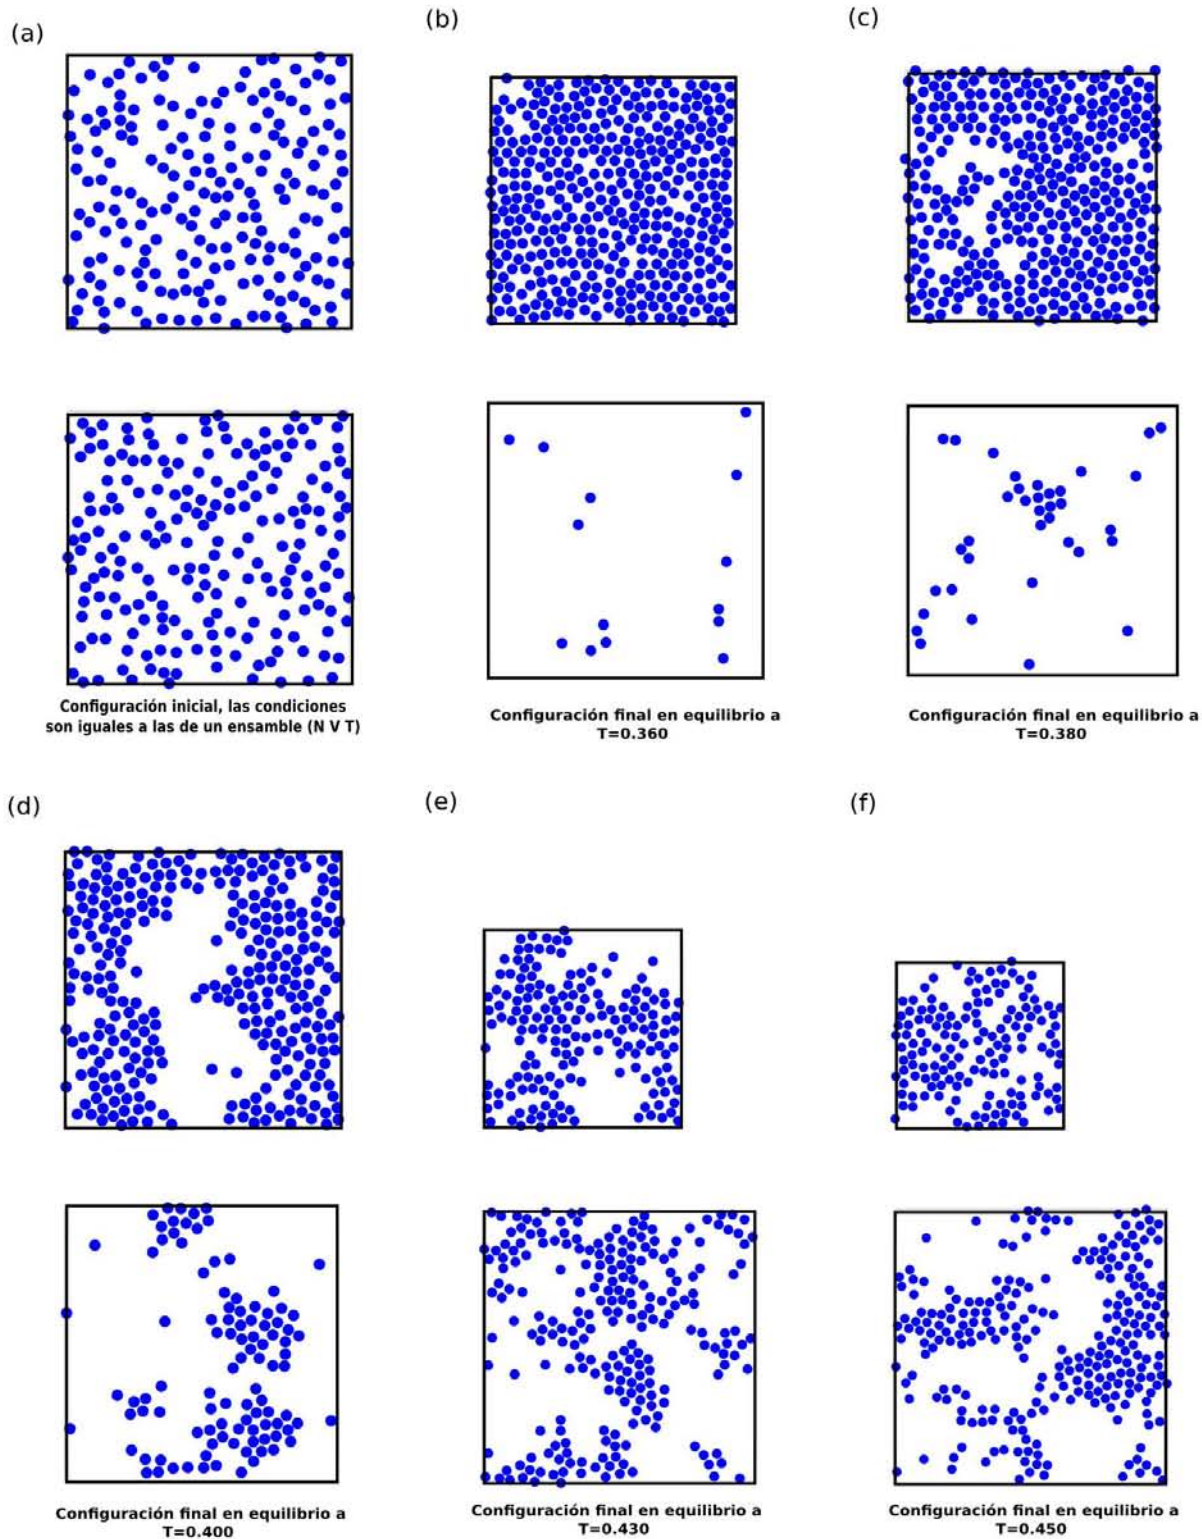 (a)
(b)
(c)
Configuración inicial, las condiciones
son iguales a las de un ensamble (N V T)
Configuración final en equilibrio a
T=0.360
Configuración final en equilibrio a
T=0.380
(d)
(e)
(f)
Configuración final en equilibrio a
T=0.400
Configuración final en equilibrio a
T=0.430
Configuración final en equilibrio a
T=0.450